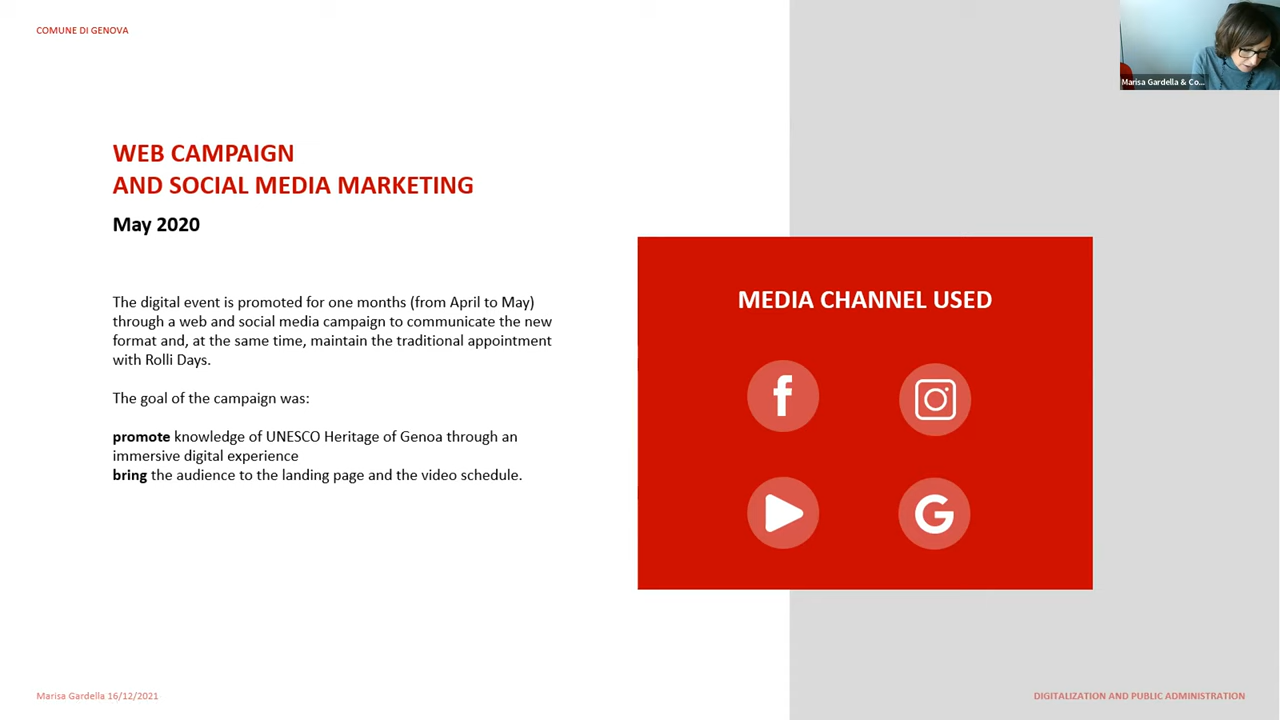 COMUNE DI GENOVA
Marisa Gardella & Co...
WEB CAMPAIGN
AND SOCIAL MEDIA MARKETING
May 2020
The digital event is promoted for one months (from April to May)
through a web and social media campaign to communicate the new
format and, at the same time, maintain the traditional appointment
with Rolli Days.
The goal of the campaign was:
promote knowledge of UNESCO Heritage of Genoa through an
immersive digital experience
bring the audience to the landing page and the video schedule.
MEDIA CHANNEL USED
Marisa Gardella 16/12/2021
DIGITALIZATION AND PUBLIC ADMINISTRATION